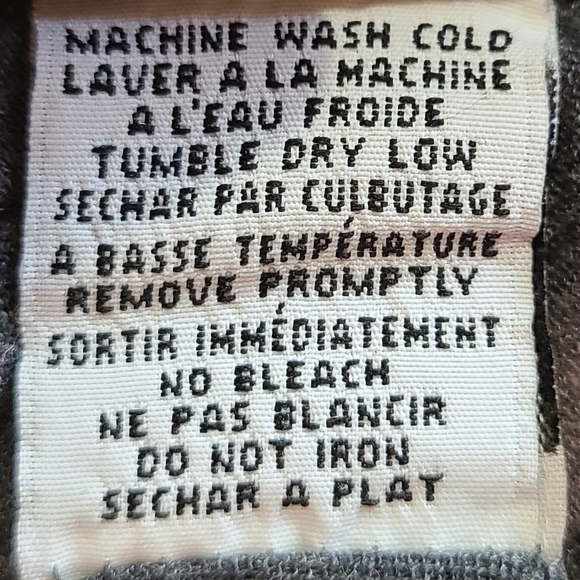 MACHINE WASH COLD
LAVER A LA MACHINE
A L'EAU FROIDE
TUMBLE DRY LOW
SECHAR PAR CULBUTAGE
A BASSE TEMPÉRATURE
REMOVE PROMPTLY
SORTIR IMMÉDIATEMENT
NO BLEACH
NE PAS BLANCIR
DO NOT IRON
SECHAR A PLAT